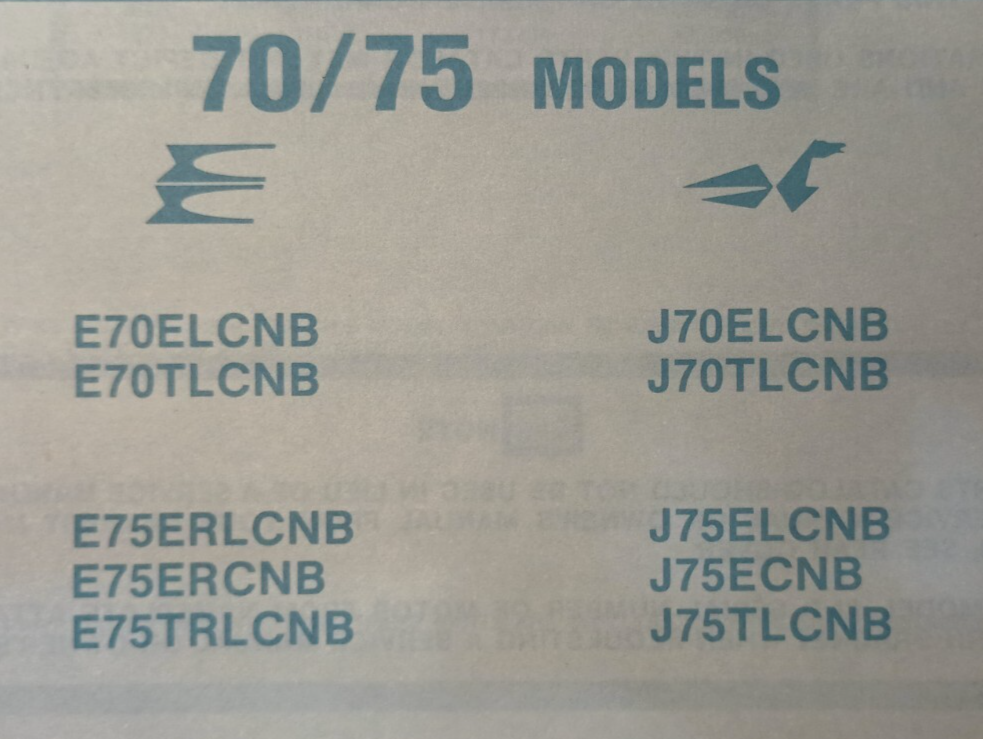 70/75 MODELS
E70ELCNB
E70TLCNB
E75ERLCNB
E75ERCNB
E75TRLCNB
J70ELCNB
J70TLCNB
J75ELCNB
J75ECNB
J75TLCNB